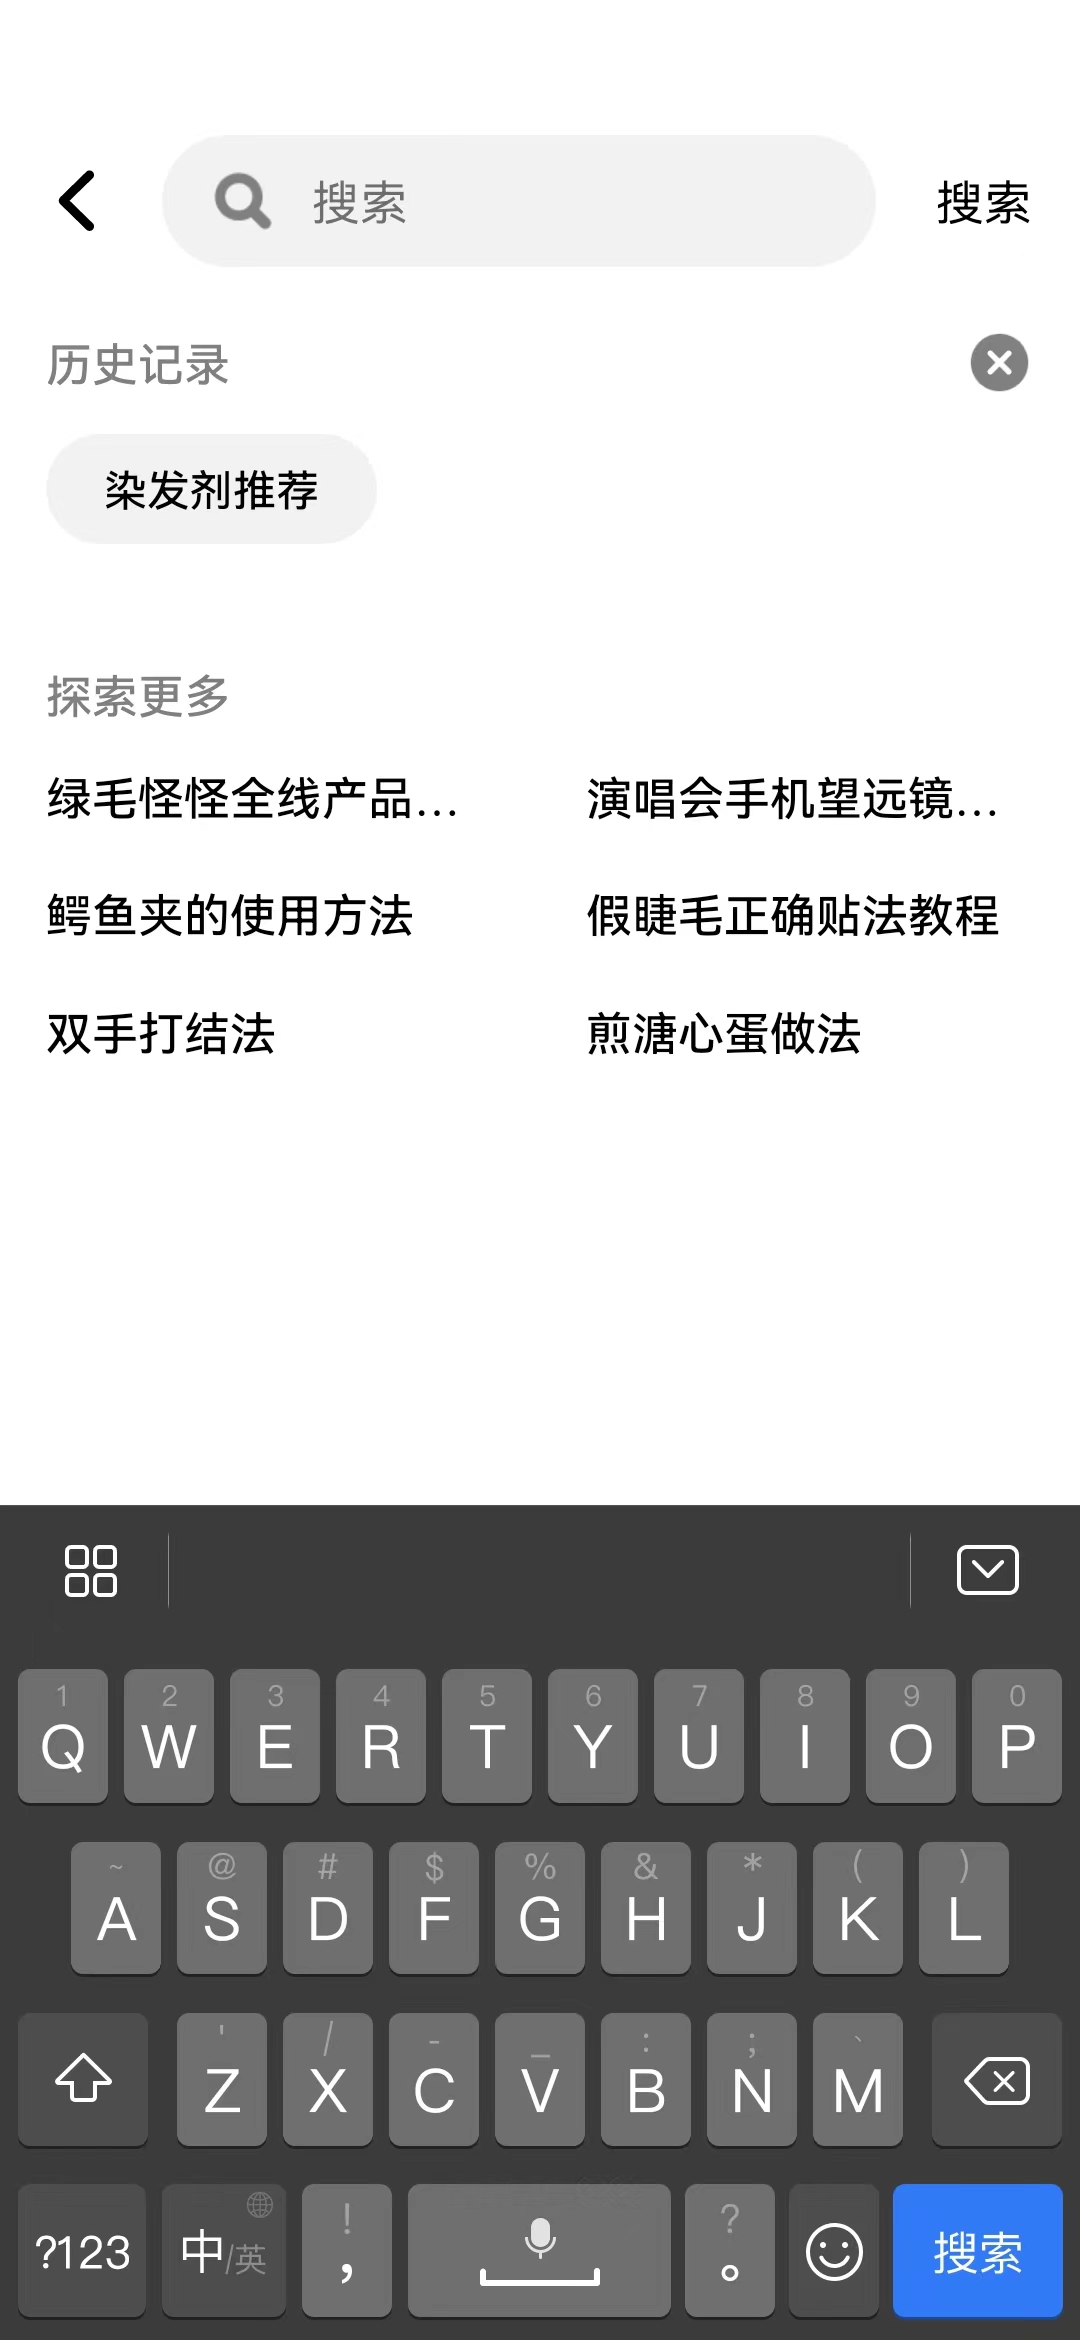 搜索 搜索
历史记录
染发剂推荐
探索更多
绿毛怪怪全线产品... 演唱会手机望远镜...
鳄鱼夹的使用方法 假睫毛正确贴法教程
双手打结法 煎溏心蛋做法
1 2 3 4 5 6 7 8 9 0
Q W E R T Y U I O P
~ @ # $ % & * ( )
A S D F G H J K L
' / - _ : ; 、
Z X C V B N M
! ?
?123 中/英 , 。 搜索